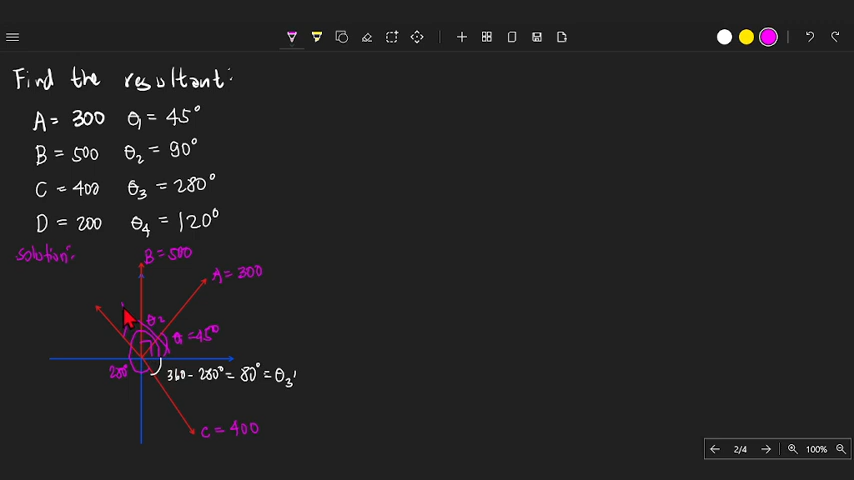 Find the resultant:
A = 300 θ₁ = 45°
B = 500 θ₂ = 90°
C = 400 θ₃ = 280°
D = 200 θ₄ = 120°
solution:
B = 500
A = 300
θ₂
θ = 45°
280°
360 - 280° = 80° = θ₃'
C = 400
2/4
100%